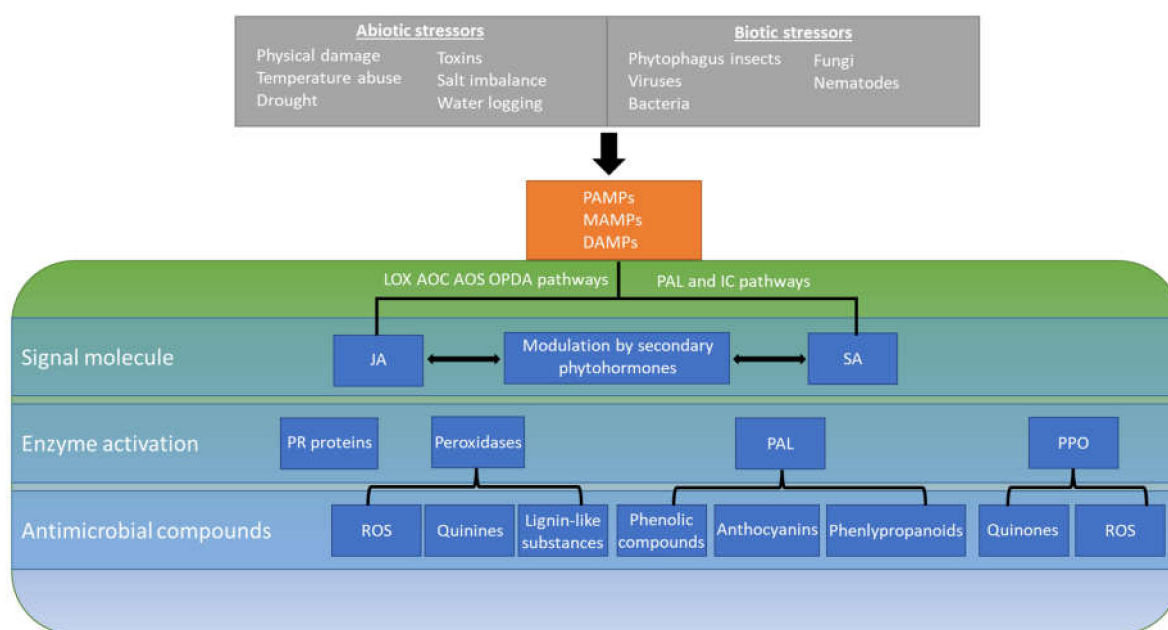 Abiotic stressors
Physical damage
Temperature abuse
Drought
Toxins
Salt imbalance
Water logging
Biotic stressors
Phytophagus insects
Viruses
Bacteria
Fungi
Nematodes
PAMPs
MAMPs
DAMPs
LOX AOC AOS OPDA pathways
PAL and IC pathways
Signal molecule
JA
Modulation by secondary
phytohormones
SA
Enzyme activation
PR proteins
Peroxidases
PAL
PPO
Antimicrobial compounds
ROS
Quinines
Lignin-like
substances
Phenolic
compounds
Anthocyanins
Phenlypropanoids
Quinones
ROS